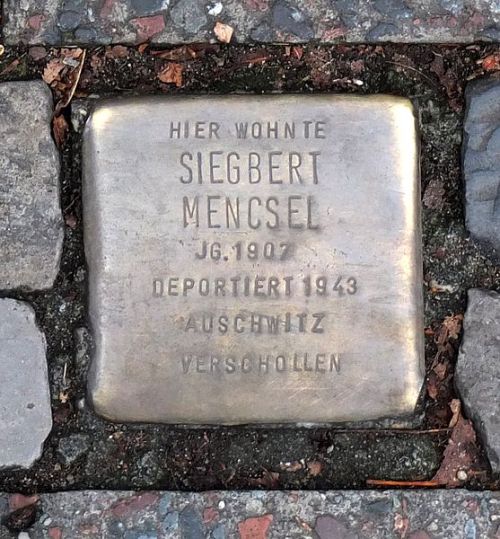 HIER WOHNTE
SIEGBERT
MENCSEL
JG. 1907
DEPORTIERT 1943
AUSCHWITZ
VERSCHOLLEN